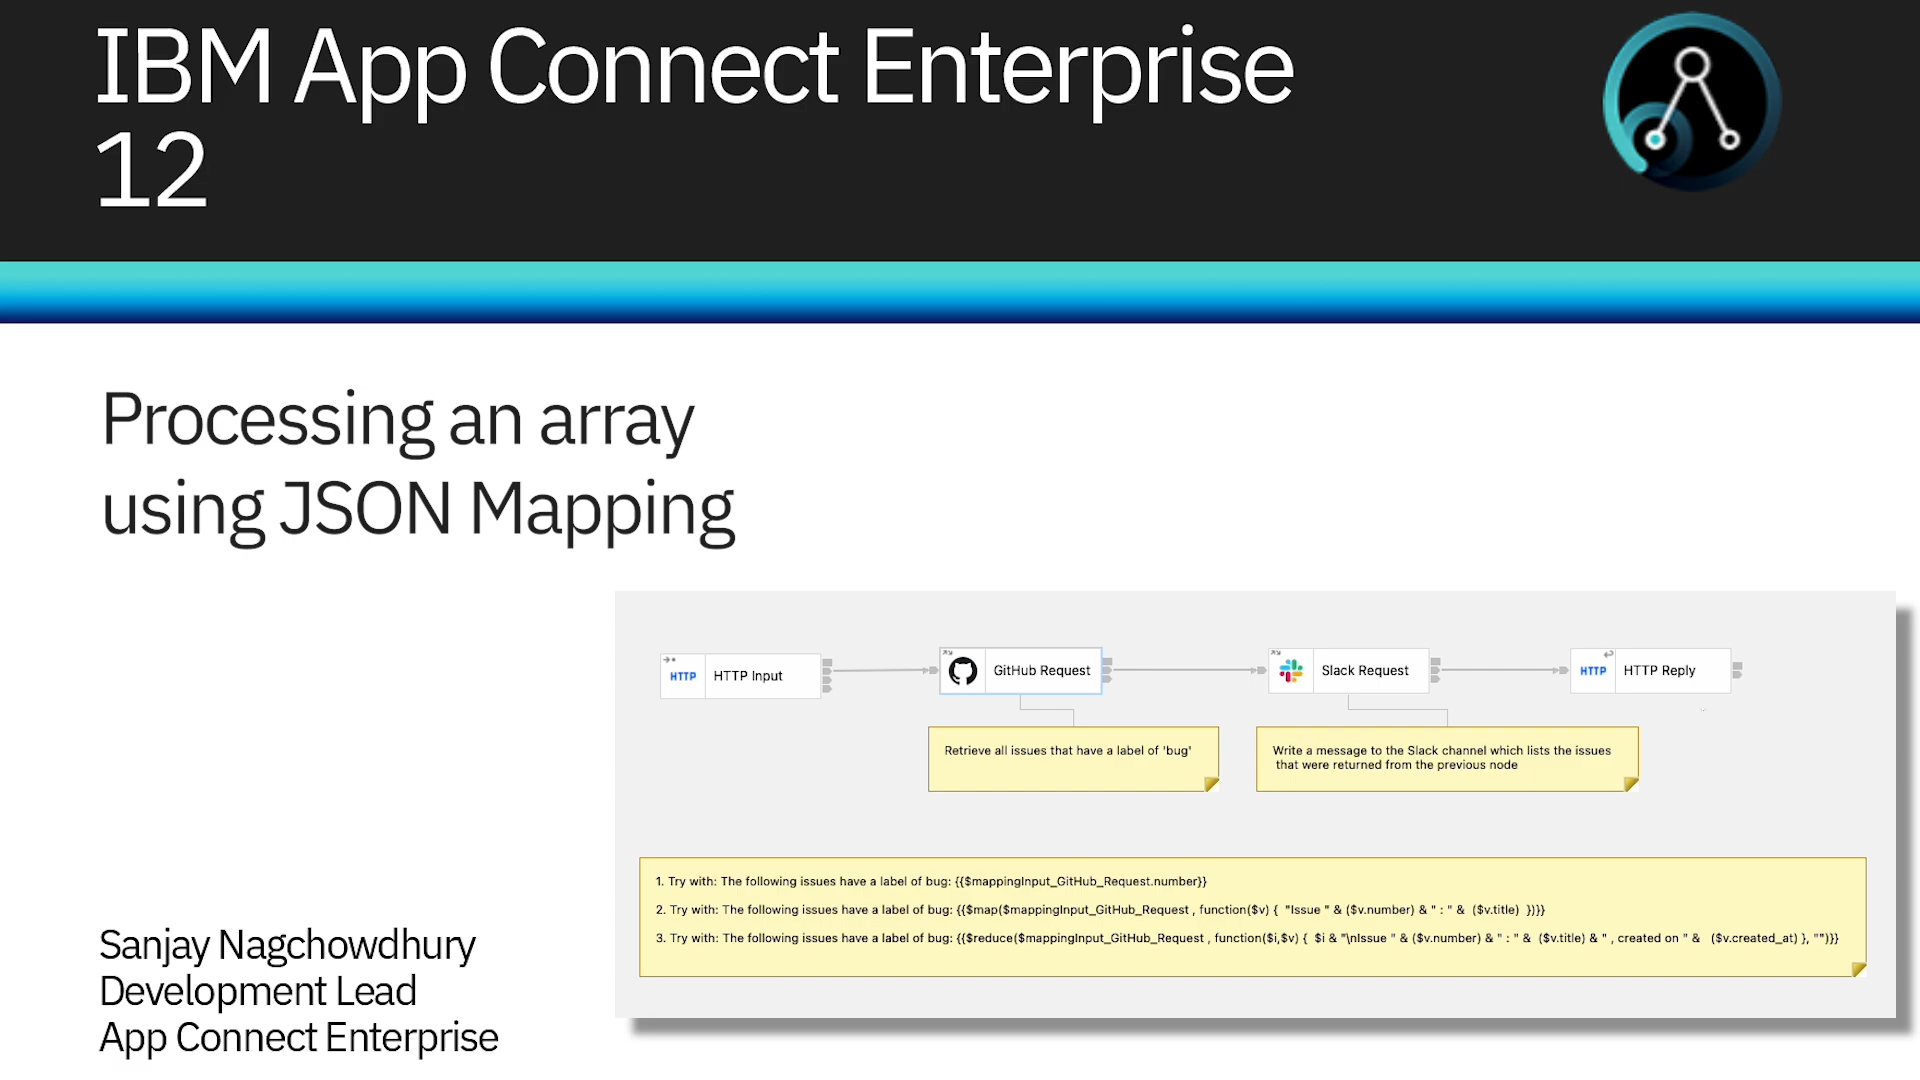 IBM App Connect Enterprise
12
Processing an array
using JSON Mapping
HTTP HTTP Input
GitHub Request
Slack Request
HTTP HTTP Reply
Retrieve all issues that have a label of 'bug'
Write a message to the Slack channel which lists the issues
that were returned from the previous node
1. Try with: The following issues have a label of bug: {{$mappingInput_GitHub_Request.number}}
2. Try with: The following issues have a label of bug: {{$map($mappingInput_GitHub_Request , function($v) {  "Issue " & ($v.number) & " : " &  ($v.title)  })}}
3. Try with: The following issues have a label of bug: {{$reduce($mappingInput_GitHub_Request , function($i,$v) {  $i & "\nIssue " & ($v.number) & " : " &  ($v.title) & " , created on " &   ($v.created_at) }, "")}}
Sanjay Nagchowdhury
Development Lead
App Connect Enterprise